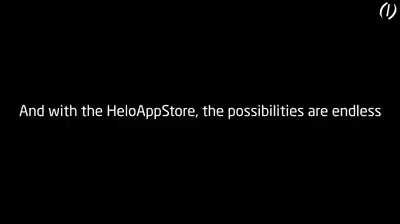 And with the HeloAppStore, the possibilities are endless